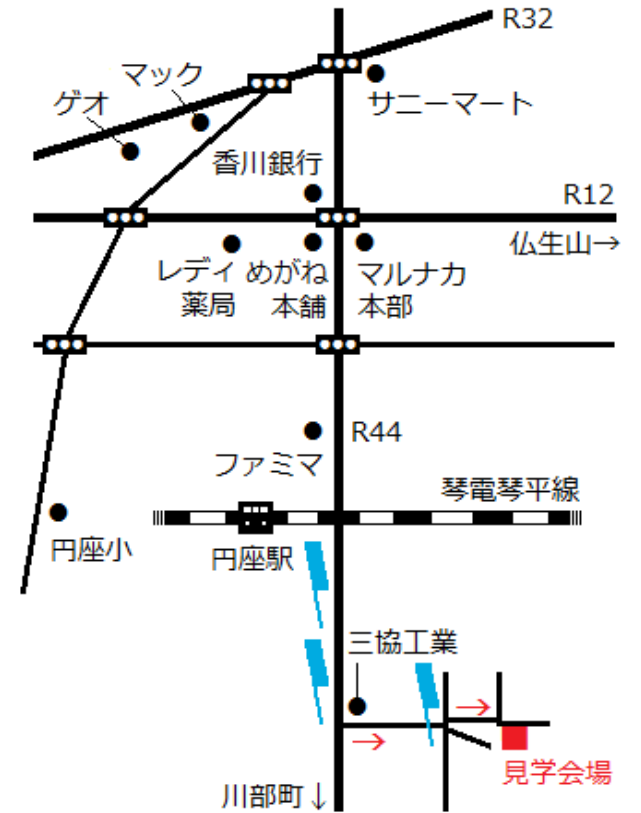 R32
マック
ゲオ
サニーマート
香川銀行
R12
仏生山→
レディ
薬局
めがね
本舗
マルナカ
本部
R44
ファミマ
琴電琴平線
円座小
円座駅
三協工業
→
→
見学会場
川部町↓